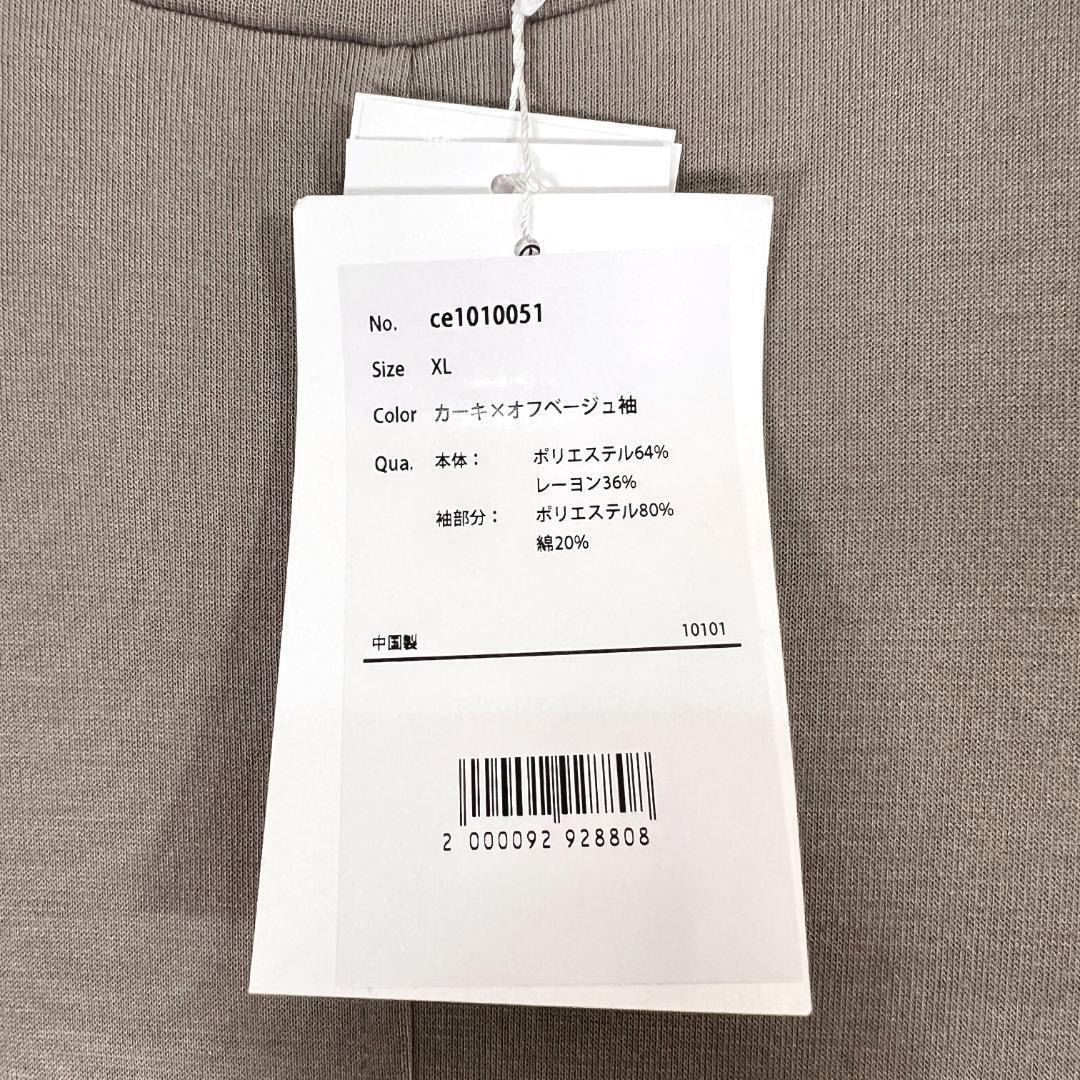 No. ce1010051
Size XL
Color カーキ×オフベージュ袖
Qua. 本体： ポリエステル64%
レーヨン36%
袖部分： ポリエステル80%
綿20%
中国製 10101
2 000092 928808